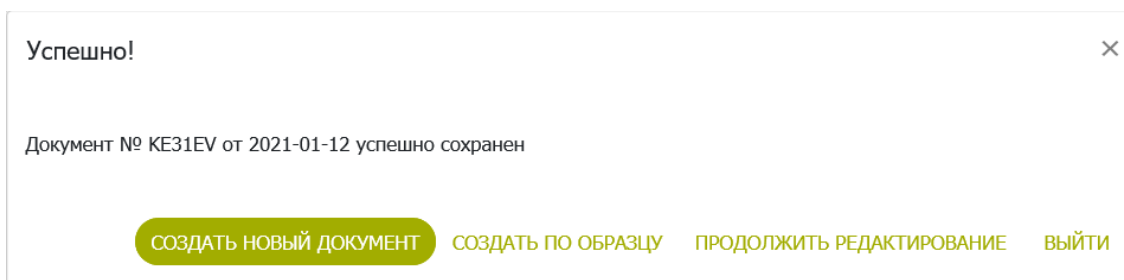 Успешно!
Документ № KE31EV от 2021-01-12 успешно сохранен
СОЗДАТЬ НОВЫЙ ДОКУМЕНТ СОЗДАТЬ ПО ОБРАЗЦУ ПРОДОЛЖИТЬ РЕДАКТИРОВАНИЕ ВЫЙТИ